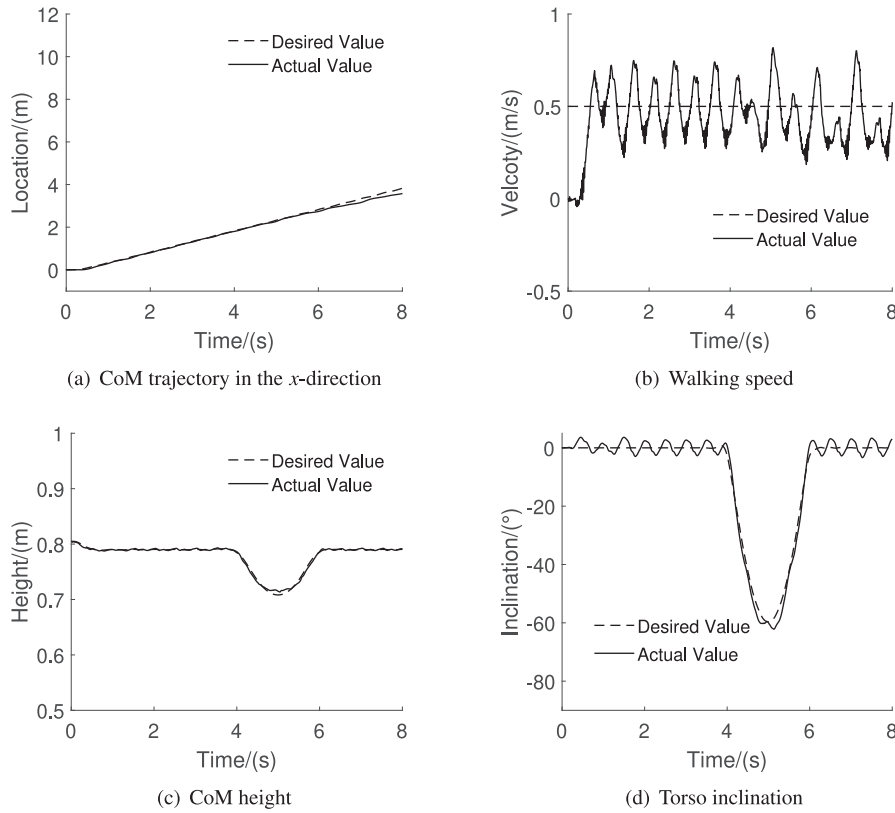 12
10
8
6
4
2
0
0 2 4 6 8
Location/(m)
Time/(s)
Desired Value
Actual Value
(a) CoM trajectory in the x-direction
1
0.5
0
-0.5
0 2 4 6 8
Velcoty/(m/s)
Time/(s)
Desired Value
Actual Value
(b) Walking speed
1
0.9
0.8
0.7
0.6
0.5
0 2 4 6 8
Height/(m)
Time/(s)
Desired Value
Actual Value
(c) CoM height
0
-20
-40
-60
-80
0 2 4 6 8
Inclination/(°)
Time/(s)
Desired Value
Actual Value
(d) Torso inclination